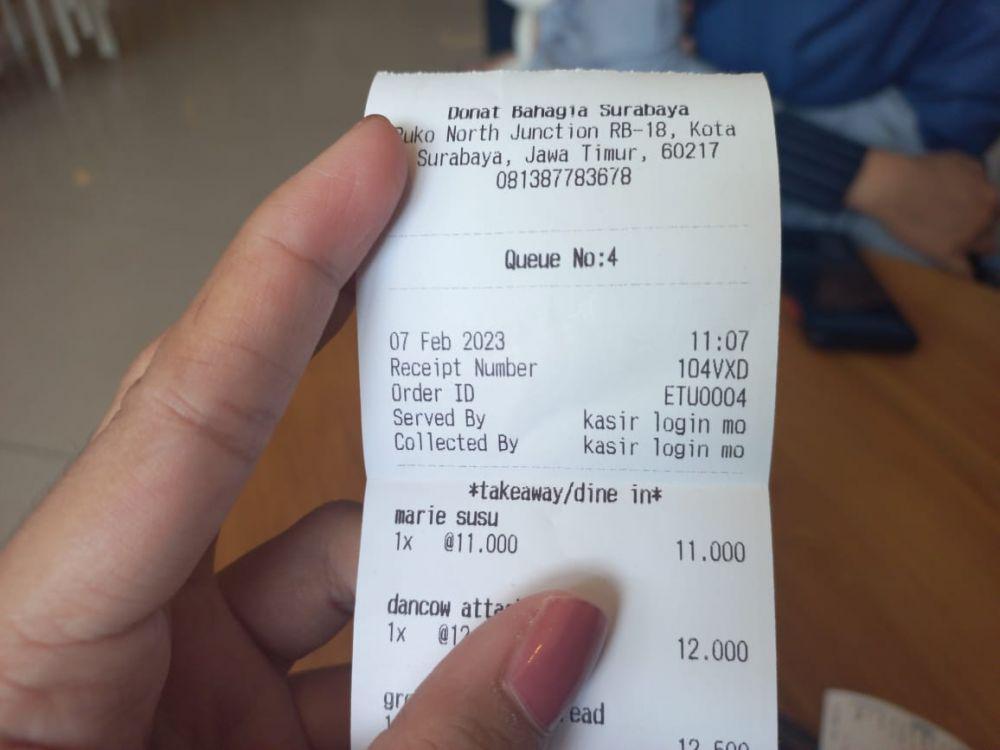 Donat Bahagia Surabaya
Ruko North Junction RB-18, Kota
Surabaya, Jawa Timur, 60217
081387783678
Queue No:4
07 Feb 2023 11:07
Receipt Number 104VXD
Order ID ETU0004
Served By kasir login mo
Collected By kasir login mo
*takeaway/dine in*
marie susu
1x @11.000 11.000
dancow
1x 12.000
12.500